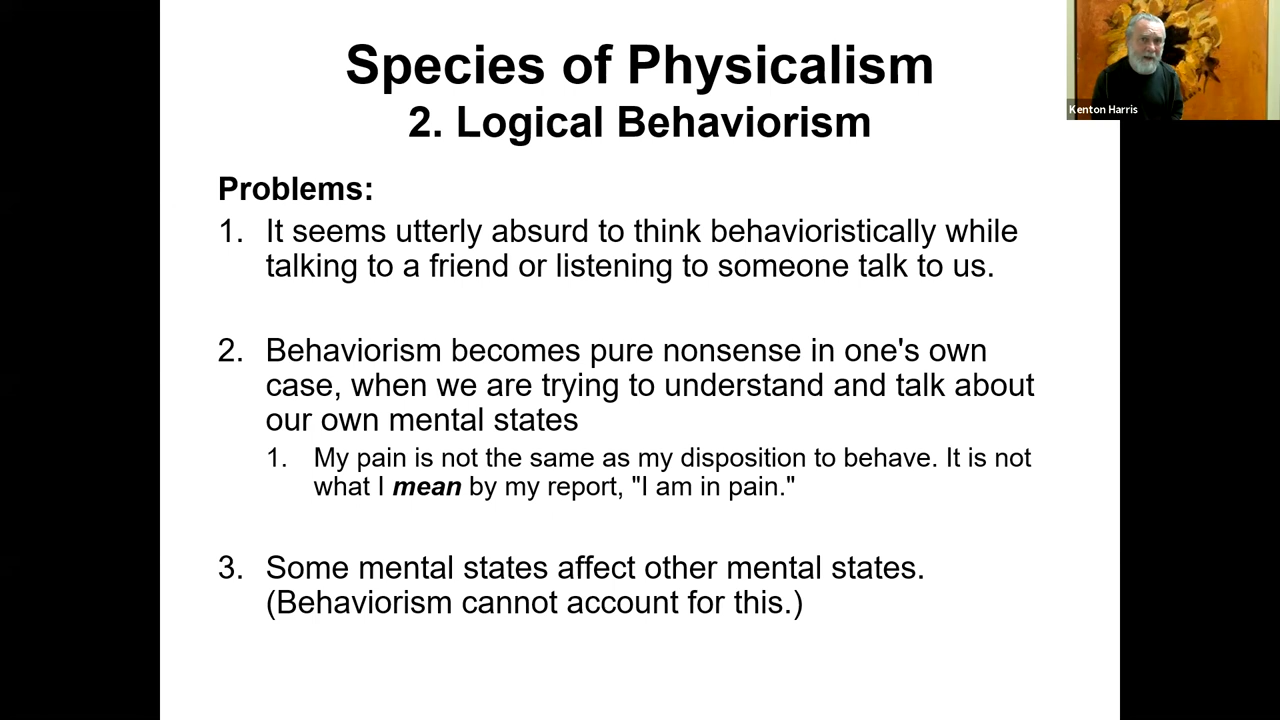 Species of Physicalism
2. Logical Behaviorism
Kenton Harris
Problems:
1. It seems utterly absurd to think behavioristically while
talking to a friend or listening to someone talk to us.
2. Behaviorism becomes pure nonsense in one's own
case, when we are trying to understand and talk about
our own mental states
1. My pain is not the same as my disposition to behave. It is not
what I mean by my report, "I am in pain."
3. Some mental states affect other mental states.
(Behaviorism cannot account for this.)